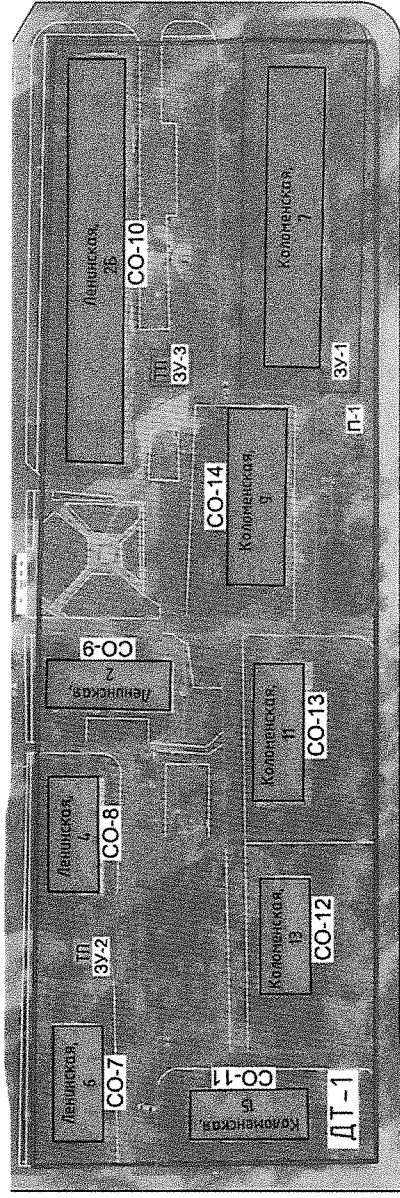 Ленинская,
6
СО-7
ТП
ЗУ-2
Ленинская,
4
СО-8
Ленинская,
2
СО-9
Ленинская,
2Б
СО-10
ТП
ЗУ-3
Коломенская,
15
СО-11
ДТ-1
Коломенская,
13
СО-12
Коломенская,
11
СО-13
СО-14
Коломенская,
9
Коломенская,
7
ЗУ-1
П-1